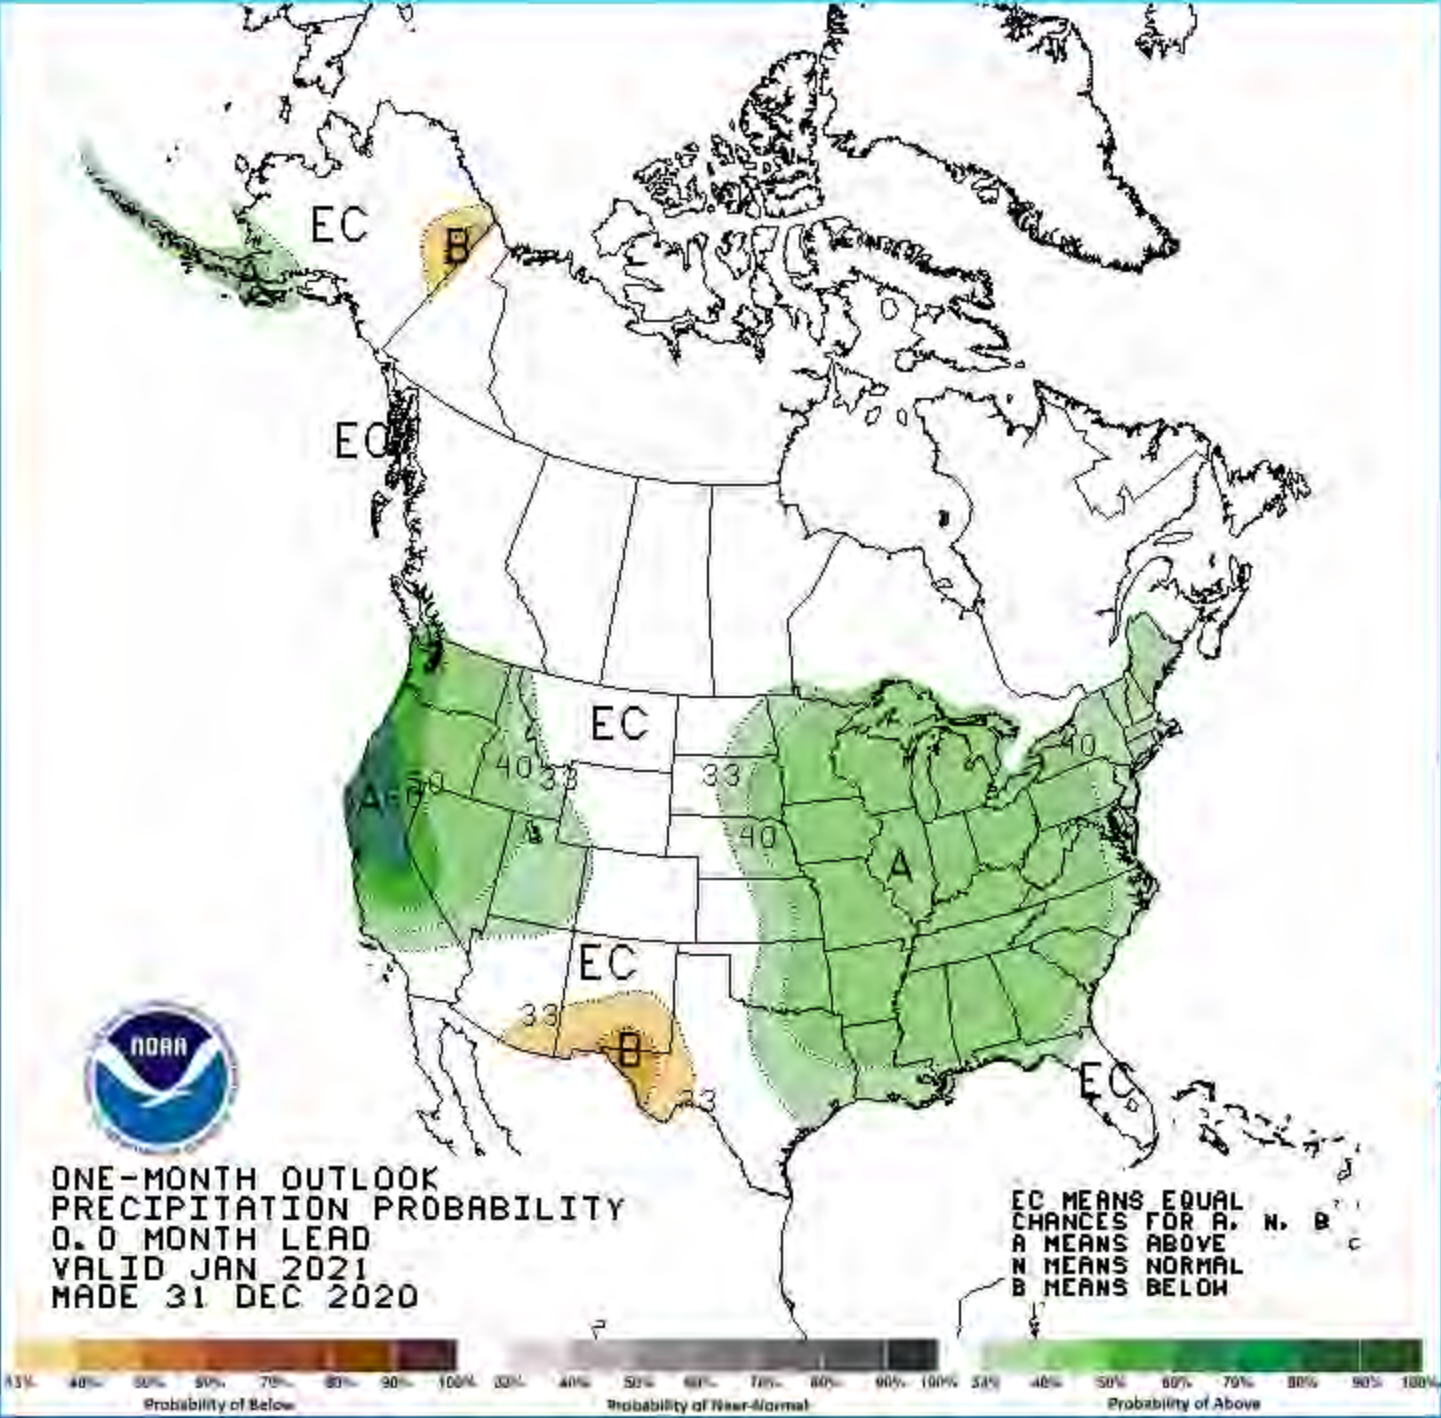 EC
B
EC
EC
40
33
33
40
A
50
40
A
EC
33
B
33
EC
NOAA
ONE-MONTH OUTLOOK
PRECIPITATION PROBABILITY
0.0 MONTH LEAD
VALID JAN 2021
MADE 31 DEC 2020
EC MEANS EQUAL
CHANCES FOR A, N, B
A MEANS ABOVE
N MEANS NORMAL
B MEANS BELOW
33% 40% 50% 60% 70% 80% 90% 100% 33% 40% 50% 60% 70% 80% 90% 100% 33% 40% 50% 60% 70% 80% 90% 100%
Probability of Below Probability of Near-Normal Probability of Above